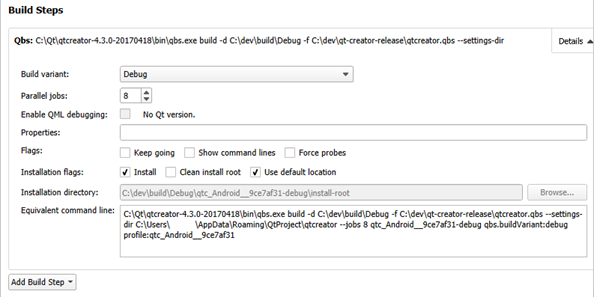 Build Steps
Qbs: C:\Qt\qtcreator-4.3.0-20170418\bin\qbs.exe build -d C:\dev\build\Debug -f C:\dev\qt-creator-release\qtcreator.qbs --settings-dir
Details
Build variant: Debug
Parallel jobs: 8
Enable QML debugging: No Qt version.
Properties:
Flags: Keep going Show command lines Force probes
Installation flags: Install Clean install root Use default location
Installation directory: C:\dev\build\Debug\qtc_Android__9ce7af31-debug\install-root Browse...
Equivalent command line: C:\Qt\qtcreator-4.3.0-20170418\bin\qbs.exe build -d C:\dev\build\Debug -f C:\dev\qt-creator-release\qtcreator.qbs --settings-
dir C:\Users\ \AppData\Roaming\QtProject\qtcreator --jobs 8 qtc_Android__9ce7af31-debug qbs.buildVariant:debug
profile:qtc_Android__9ce7af31
Add Build Step